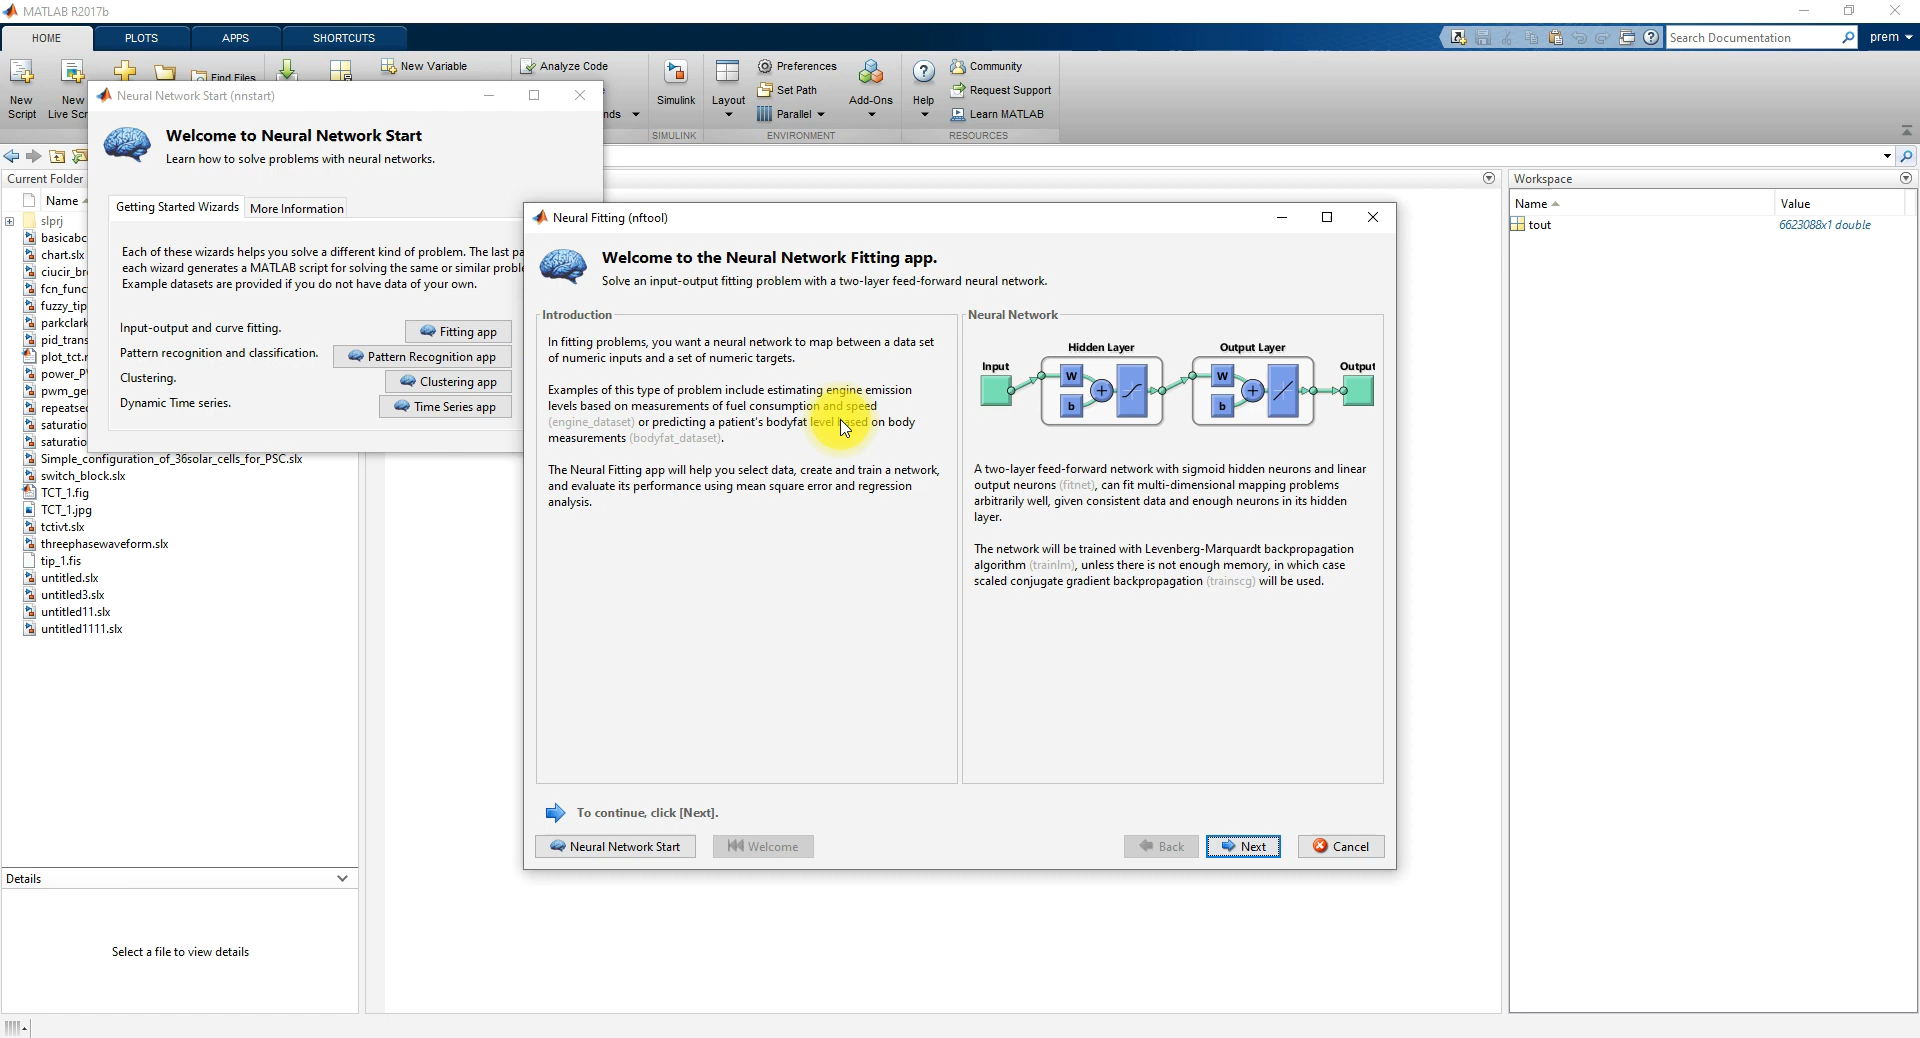 MATLAB R2017b
HOME
PLOTS
APPS
SHORTCUTS
Search Documentation
prem
New
Script
New
Live Scr
Find Files
New Variable
Analyze Code
nds
Simulink
SIMULINK
Layout
Preferences
Set Path
Parallel
ENVIRONMENT
Add-Ons
Help
Community
Request Support
Learn MATLAB
RESOURCES
Neural Network Start (nnstart)
Welcome to Neural Network Start
Learn how to solve problems with neural networks.
Getting Started Wizards
More Information
Each of these wizards helps you solve a different kind of problem. The last pa
each wizard generates a MATLAB script for solving the same or similar proble
Example datasets are provided if you do not have data of your own.
Input-output and curve fitting.
Fitting app
Pattern recognition and classification.
Pattern Recognition app
Clustering.
Clustering app
Dynamic Time series.
Time Series app
Current Folder
Name
slprj
basicabc
chart.slx
ciucir_br
fcn_func
fuzzy_tip
parkclark
pid_trans
plot_tct.r
power_P
pwm_ger
repeatsec
saturatio
saturatio
Simple_configuration_of_36solar_cells_for_PSC.slx
switch_block.slx
TCT_1.fig
TCT_1.jpg
tctivt.slx
threephasewaveform.slx
tip_1.fis
untitled.slx
untitled3.slx
untitled11.slx
untitled1111.slx
Details
Select a file to view details
Neural Fitting (nftool)
Welcome to the Neural Network Fitting app.
Solve an input-output fitting problem with a two-layer feed-forward neural network.
Introduction
In fitting problems, you want a neural network to map between a data set
of numeric inputs and a set of numeric targets.
Examples of this type of problem include estimating engine emission
levels based on measurements of fuel consumption and speed
(engine_dataset) or predicting a patient's bodyfat level based on body
measurements (bodyfat_dataset).
The Neural Fitting app will help you select data, create and train a network,
and evaluate its performance using mean square error and regression
analysis.
Neural Network
Hidden Layer
Output Layer
Input
Output
W
b
+
W
b
+
A two-layer feed-forward network with sigmoid hidden neurons and linear
output neurons (fitnet), can fit multi-dimensional mapping problems
arbitrarily well, given consistent data and enough neurons in its hidden
layer.
The network will be trained with Levenberg-Marquardt backpropagation
algorithm (trainlm), unless there is not enough memory, in which case
scaled conjugate gradient backpropagation (trainscg) will be used.
To continue, click [Next].
Neural Network Start
Welcome
Back
Next
Cancel
Workspace
Name
Value
tout
6623088x1 double